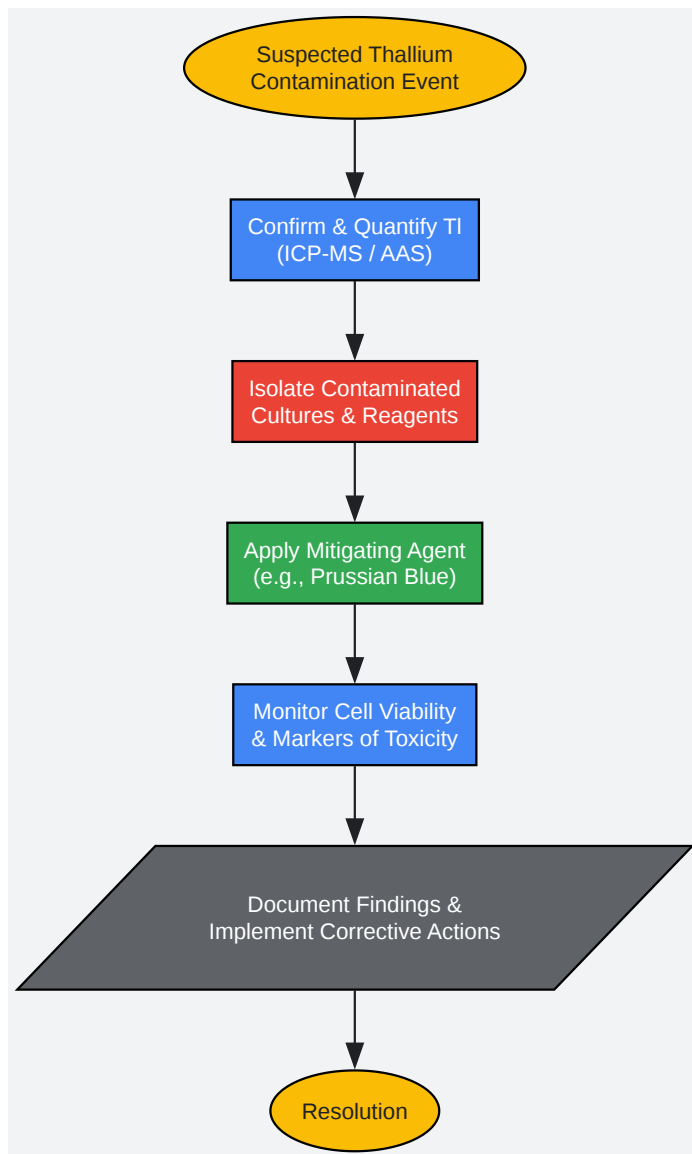 Suspected Thallium
Contamination Event
Confirm & Quantify Tl
(ICP-MS / AAS)
Isolate Contaminated
Cultures & Reagents
Apply Mitigating Agent
(e.g., Prussian Blue)
Monitor Cell Viability
& Markers of Toxicity
Document Findings &
Implement Corrective Actions
Resolution